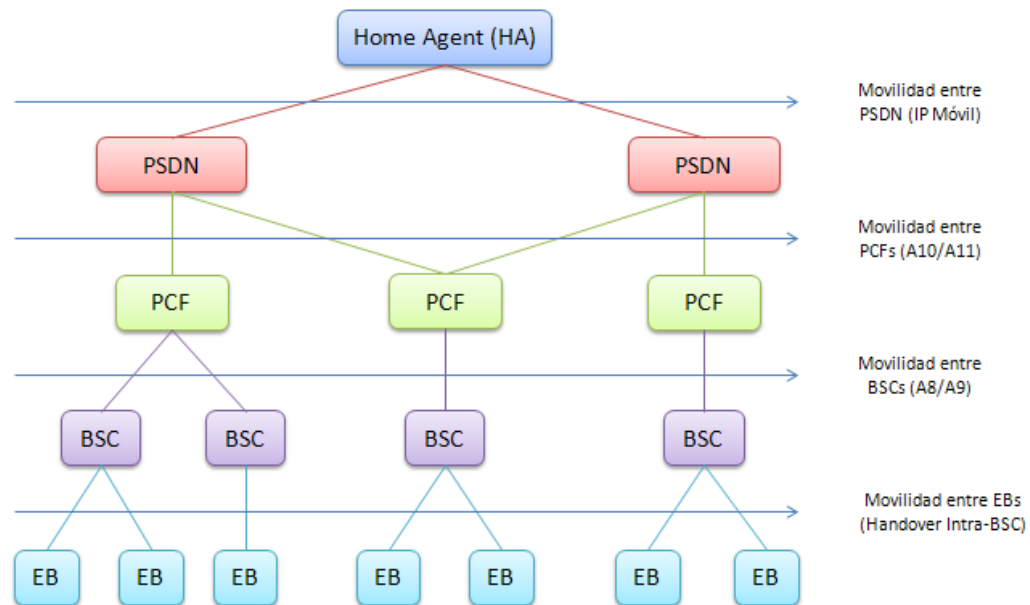 Home Agent (HA)
Movilidad entre
PSDN (IP Móvil)
PSDN
PSDN
Movilidad entre
PCFs (A10/A11)
PCF
PCF
PCF
Movilidad entre
BSCs (A8/A9)
BSC
BSC
BSC
BSC
Movilidad entre EBs
(Handover Intra-BSC)
EB
EB
EB
EB
EB
EB
EB